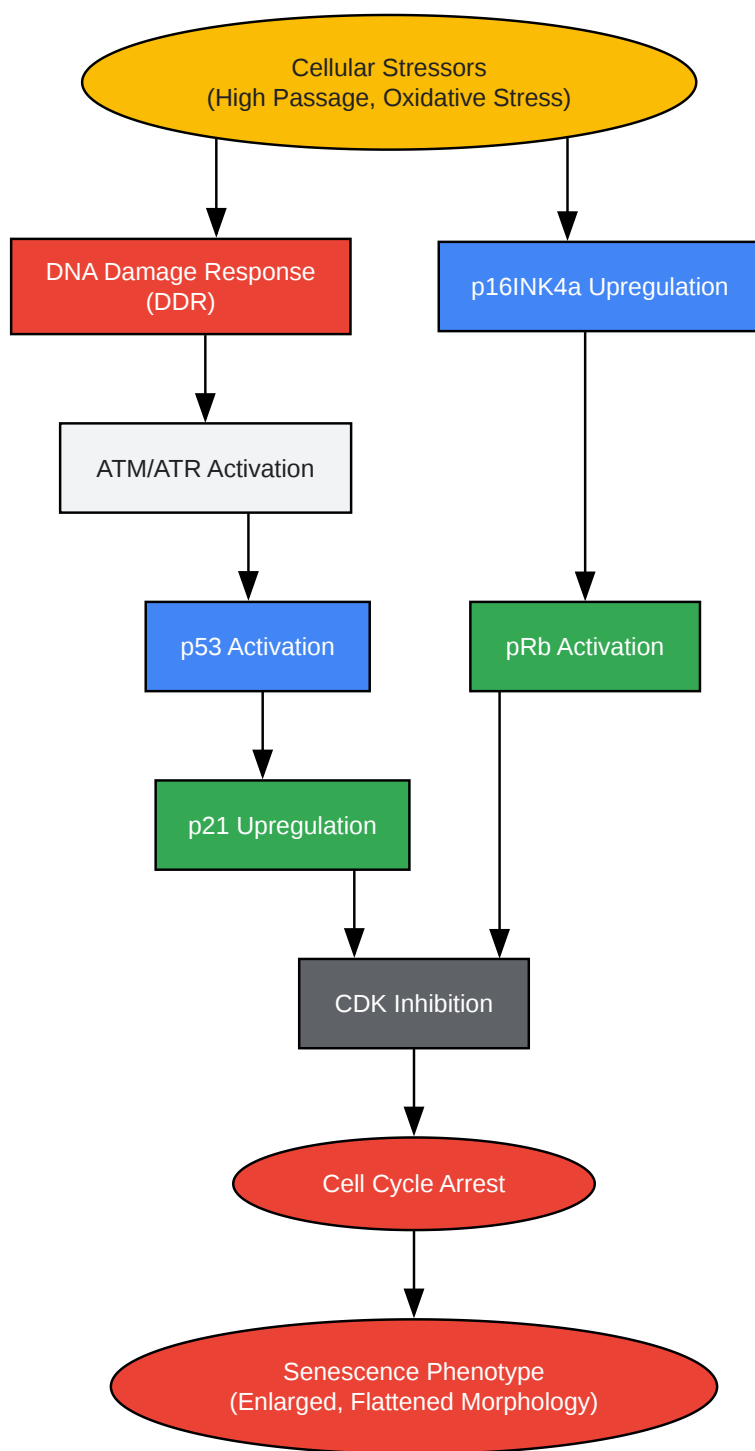 Cellular Stressors
(High Passage, Oxidative Stress)
DNA Damage Response
(DDR)
p16INK4a Upregulation
ATM/ATR Activation
p53 Activation
pRb Activation
p21 Upregulation
CDK Inhibition
Cell Cycle Arrest
Senescence Phenotype
(Enlarged, Flattened Morphology)